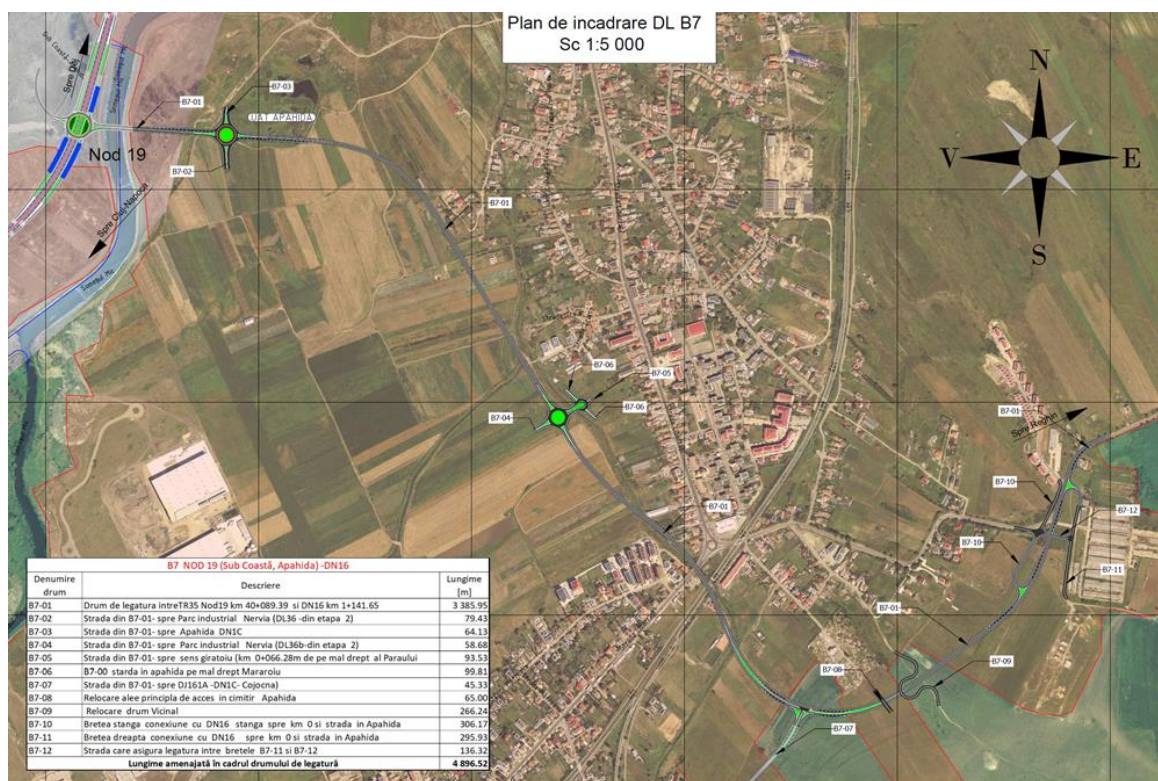 Plan de incadrare DL B7
Sc 1:5 000
N
V
E
S
Spre Dej
Somesul Mic
B7-01
B7-03
UAT APAHIDA
Nod 19
B7-02
Spre Cluj-Napoca
Somesul Mic
B7-01
B7-06
B7-05
B7-04
B7-06
B7-01
Spre Reghin
B7-10
B7-12
B7-01
B7-10
B7-11
B7-01
B7-09
B7-08
B7-07
B7 NOD 19 (Sub Coastă, Apahida) -DN16
Denumire drum Descriere Lungime [m]
B7-01 Drum de legatura intreTR35 Nod19 km 40+089.39 si DN16 km 1+141.65 3 385.95
B7-02 Strada din B7-01- spre Parc industrial Nervia (DL36 -din etapa 2) 79.43
B7-03 Strada din B7-01- spre Apahida DN1C 64.13
B7-04 Strada din B7-01- spre Parc industrial Nervia (DL36b-din etapa 2) 58.68
B7-05 Strada din B7-01- spre sens giratoiu (km 0+066.28m de pe mal drept al Paraului 93.53
B7-06 B7-00 starda in apahida pe mal drept Mararoiu 99.81
B7-07 Strada din B7-01- spre DJ161A -DN1C- Cojocna) 45.33
B7-08 Relocare alee principla de acces in cimitir Apahida 65.00
B7-09 Relocare drum Vicinal 266.24
B7-10 Bretea stanga conexiune cu DN16 stanga spre km 0 si strada in Apahida 306.17
B7-11 Bretea dreapta conexiune cu DN16 spre km 0 si strada in Apahida 295.93
B7-12 Strada care asigura legatura intre bretele B7-11 si B7-12 136.32
Lungime amenajată în cadrul drumului de legatură 4 896.52